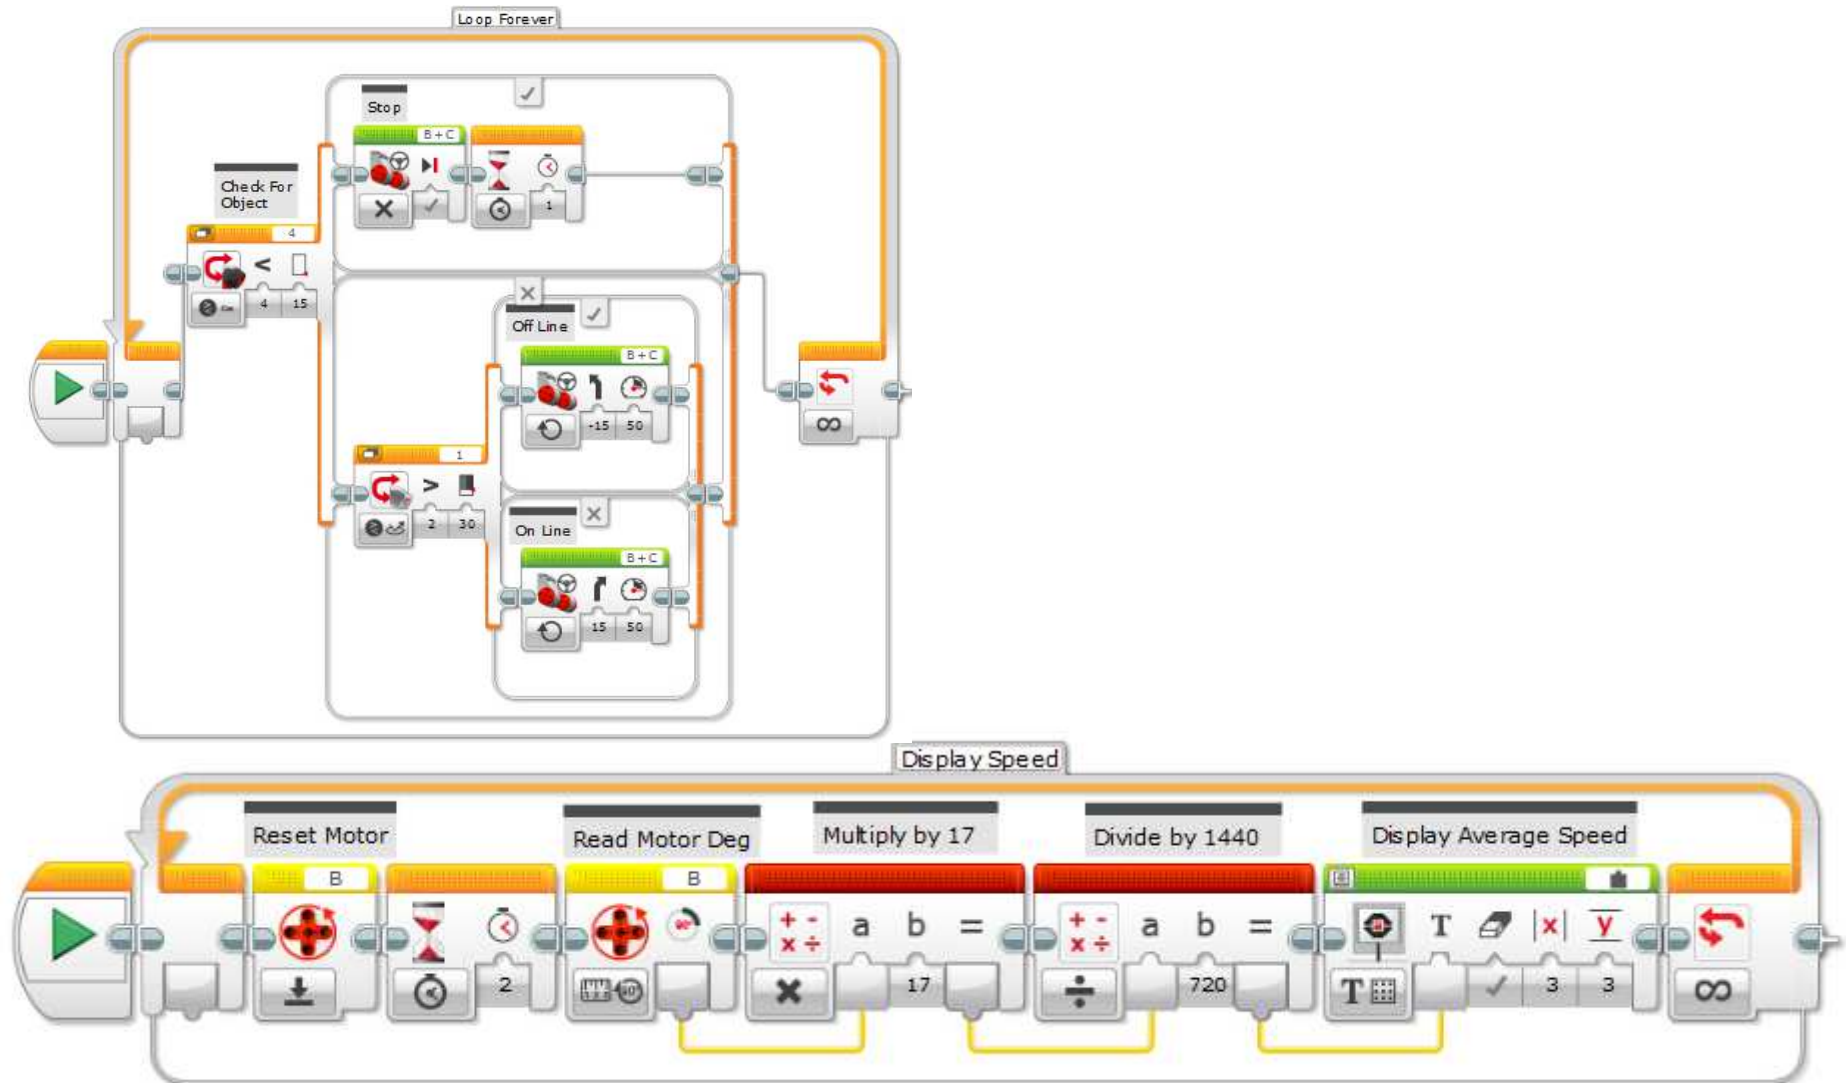 Loop Forever
Stop
B + C
1
Check For
Object
4
<
4 15
Off Line
B + C
-15 50
1
>
2 30
On Line
B + C
15 50
∞
Display Speed
Reset Motor
Read Motor Deg
Multiply by 17
Divide by 1440
Display Average Speed
B
B
a b =
a b =
T |x| y
2
90°
17
720
T
3 3
∞